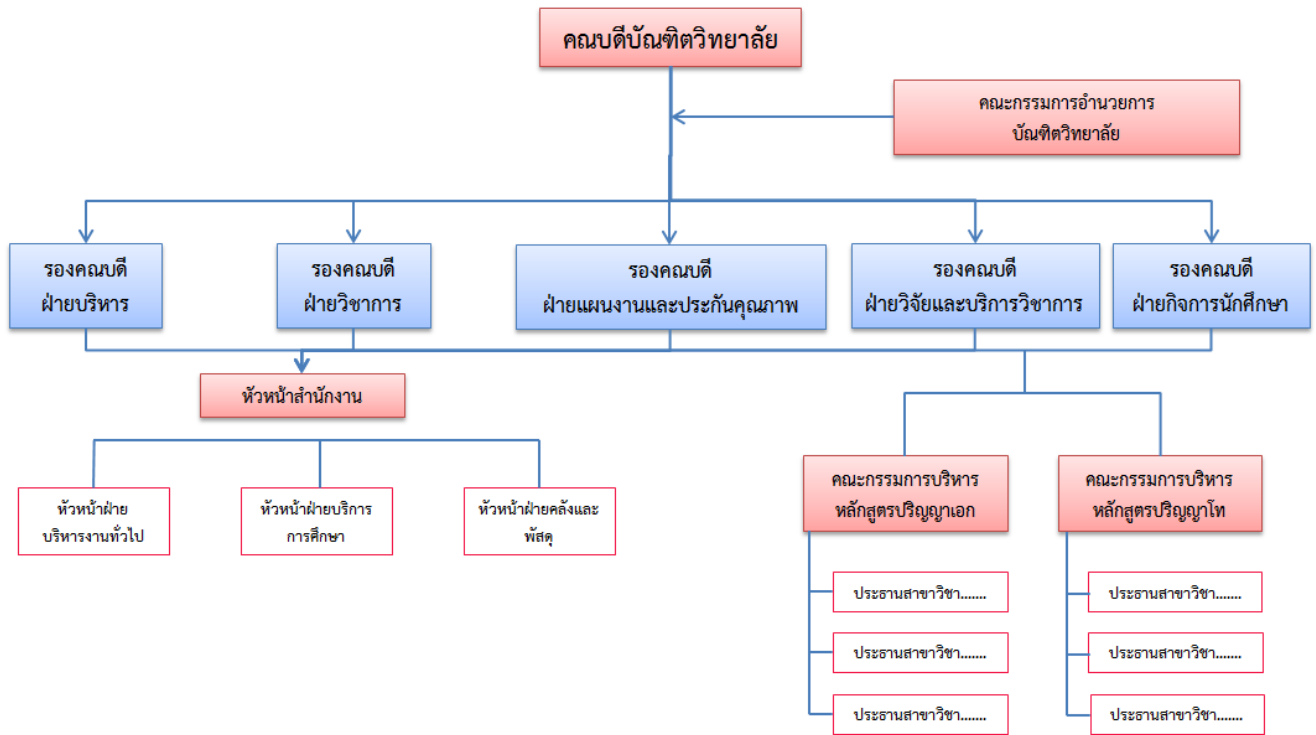 คณบดีบัณฑิตวิทยาลัย
คณะกรรมการอำนวยการ
บัณฑิตวิทยาลัย
รองคณบดี
ฝ่ายบริหาร
รองคณบดี
ฝ่ายวิชาการ
รองคณบดี
ฝ่ายแผนงานและประกันคุณภาพ
รองคณบดี
ฝ่ายวิจัยและบริการวิชาการ
รองคณบดี
ฝ่ายกิจการนักศึกษา
หัวหน้าสำนักงาน
หัวหน้าฝ่าย
บริหารงานทั่วไป
หัวหน้าฝ่ายบริการ
การศึกษา
หัวหน้าฝ่ายคลังและ
พัสดุ
คณะกรรมการบริหาร
หลักสูตรปริญญาเอก
ประธานสาขาวิชา.......
ประธานสาขาวิชา.......
ประธานสาขาวิชา.......
คณะกรรมการบริหาร
หลักสูตรปริญญาโท
ประธานสาขาวิชา.......
ประธานสาขาวิชา.......
ประธานสาขาวิชา.......